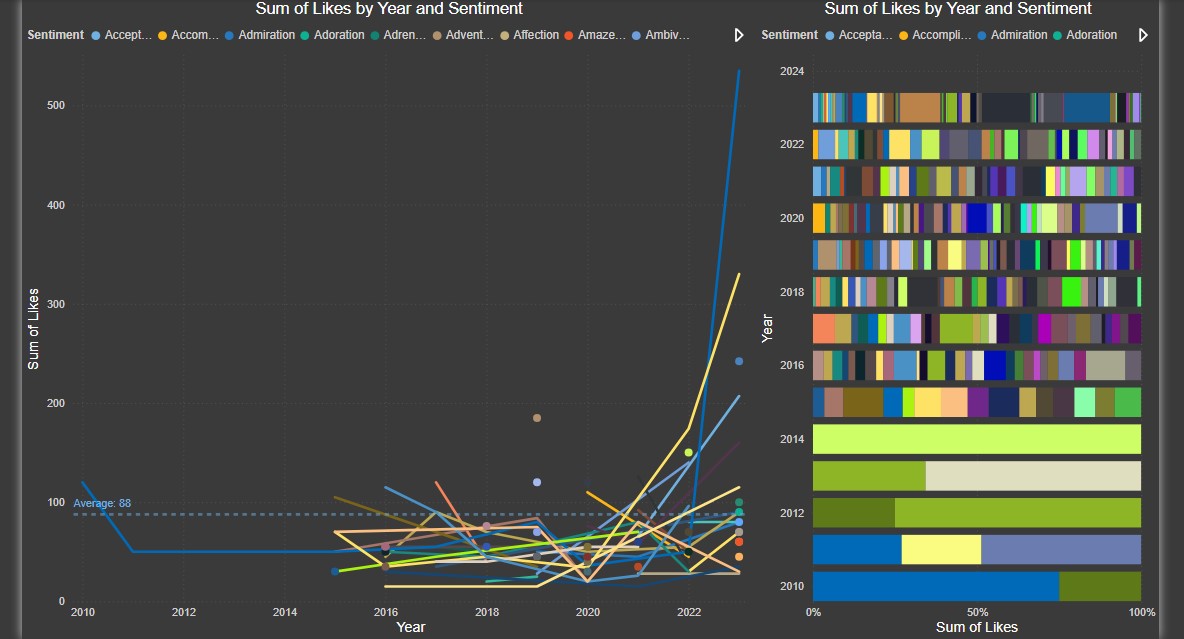 Sum of Likes by Year and Sentiment
Sentiment Accept... Accom... Admiration Adoration Adren... Advent... Affection Amaze... Ambiv...
500
400
300
200
100
0
Average: 88
Sum of Likes
2010 2012 2014 2016 2018 2020 2022
Year
Sum of Likes by Year and Sentiment
Sentiment Accepta... Accompli... Admiration Adoration
2024
2022
2020
2018
2016
2014
2012
2010
Year
0% 50% 100%
Sum of Likes